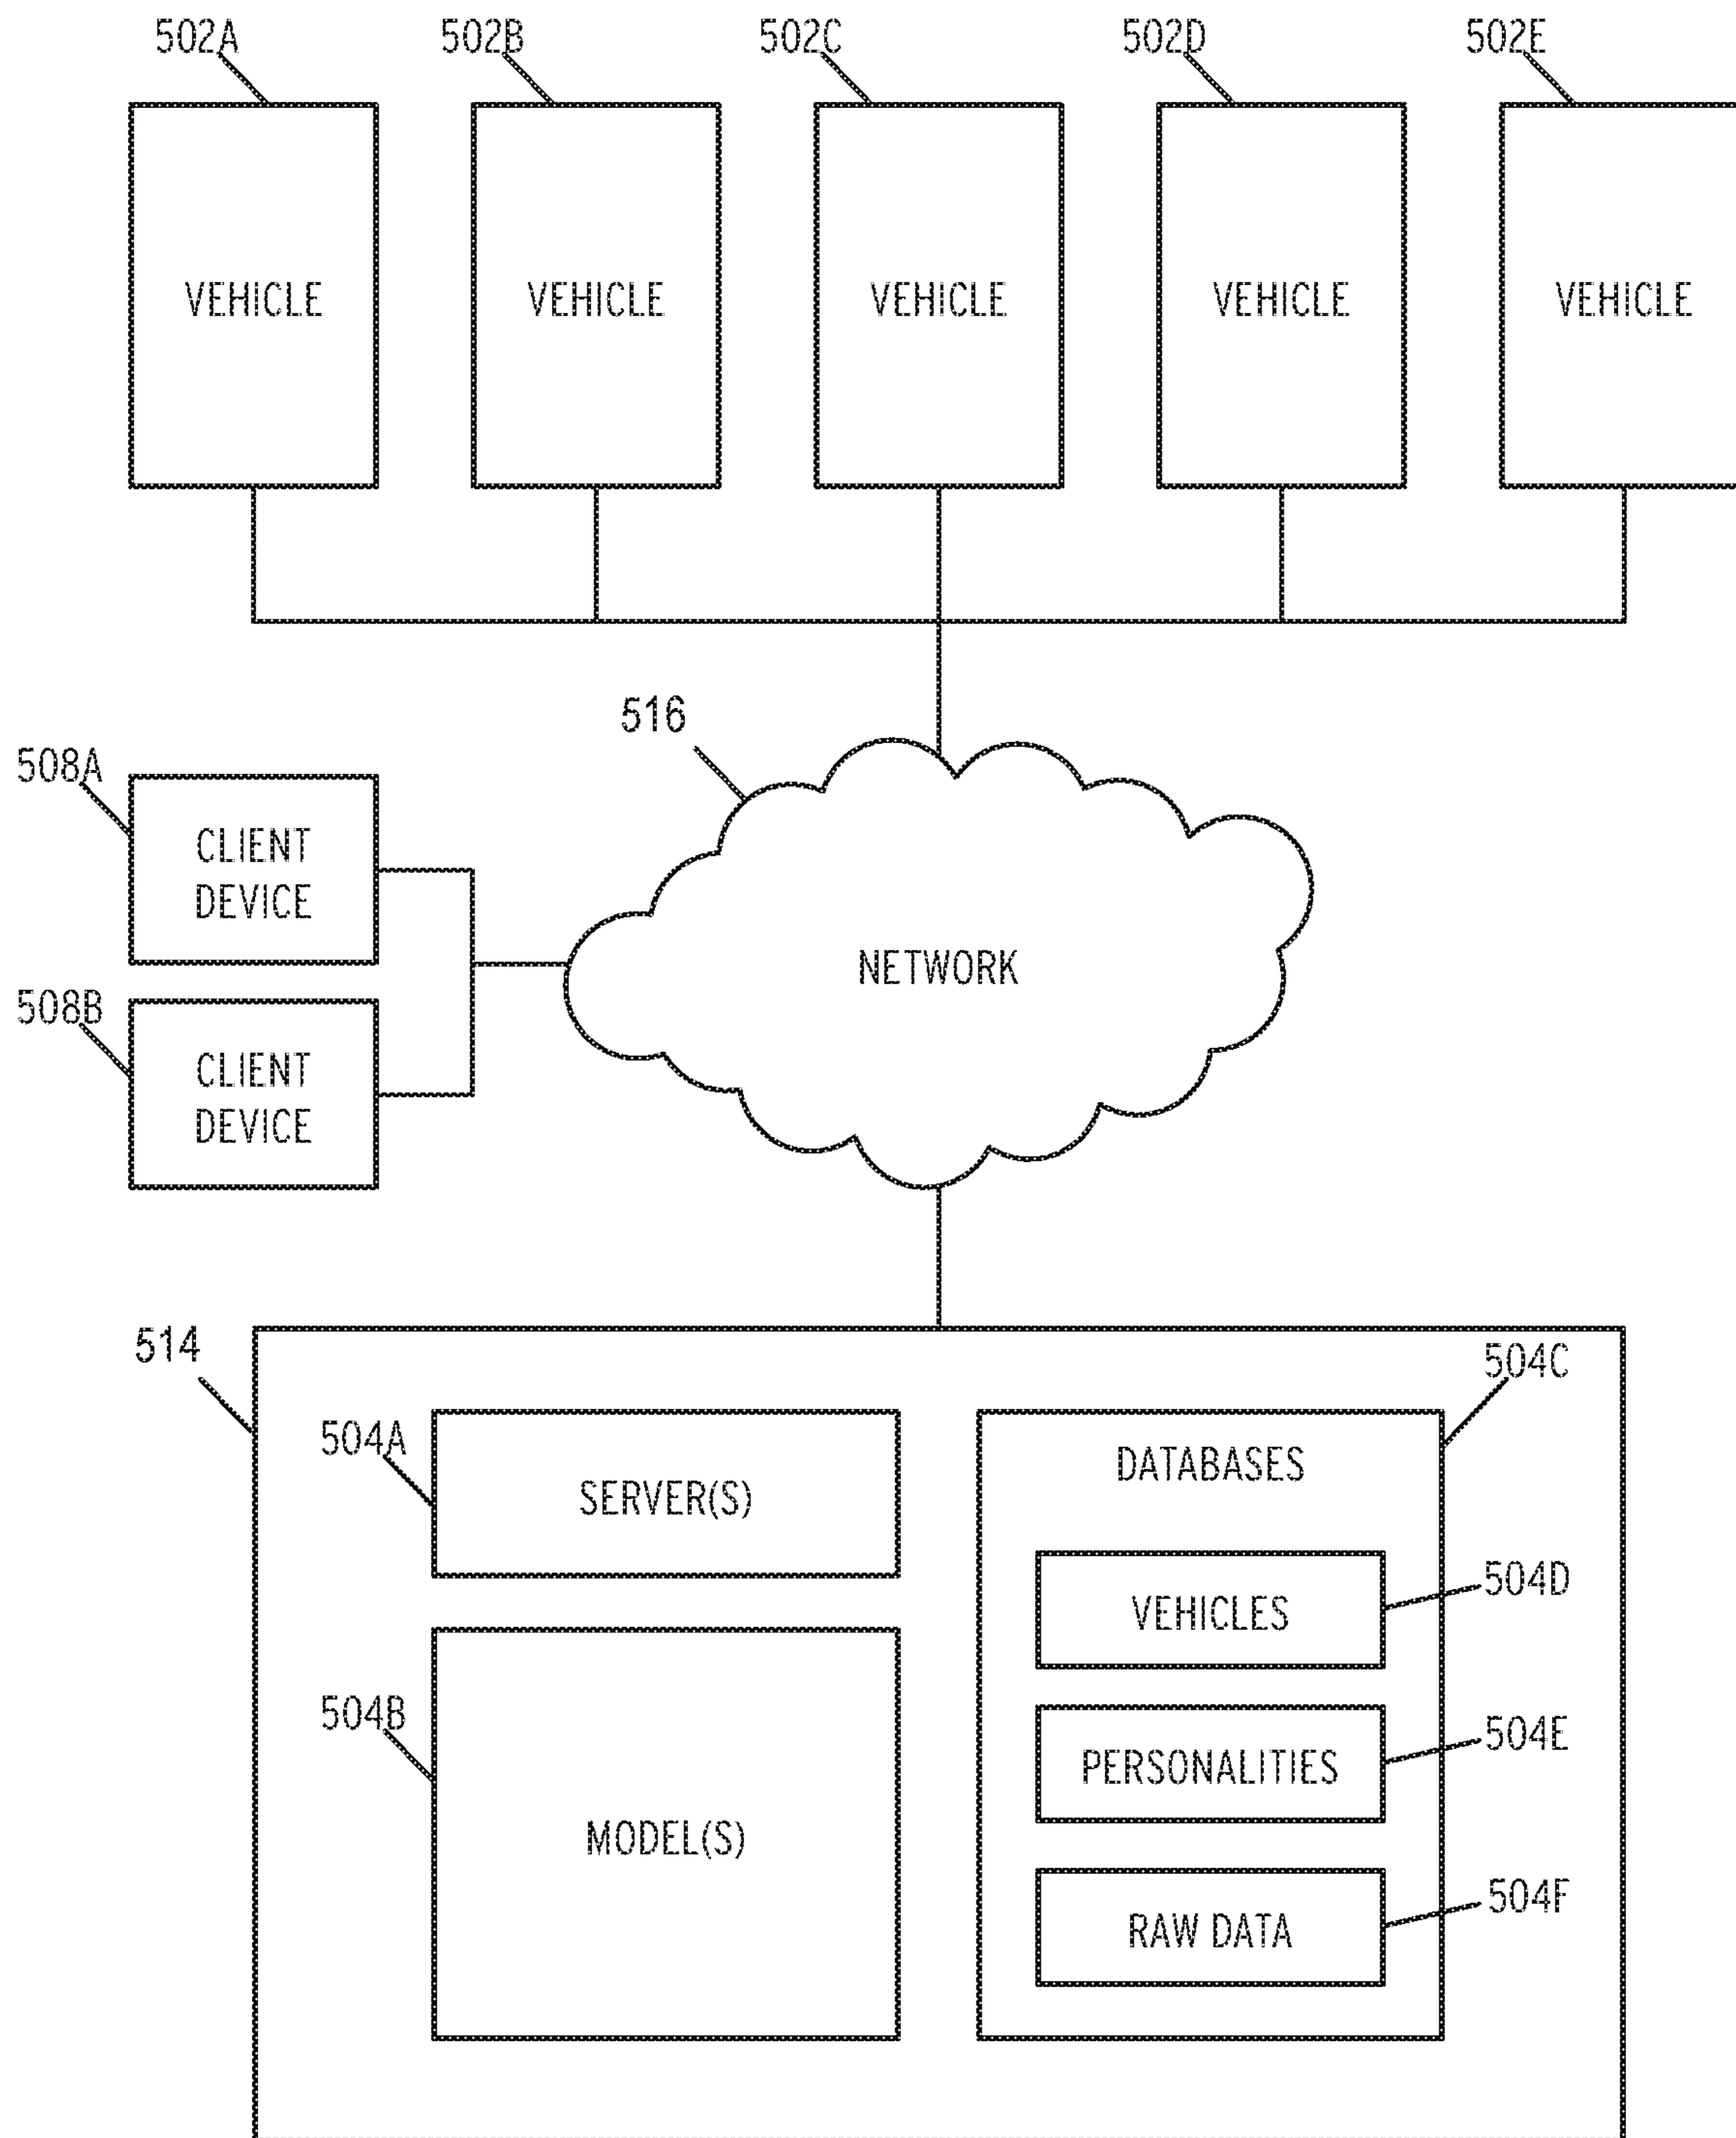 502A
502B
502C
502D
502E
VEHICLE
VEHICLE
VEHICLE
VEHICLE
VEHICLE
516
508A
CLIENT
DEVICE
NETWORK
508B
CLIENT
DEVICE
514
504C
504A
SERVER(S)
DATABASES
VEHICLES
504D
504B
MODEL(S)
PERSONALITIES
504E
RAW DATA
504F